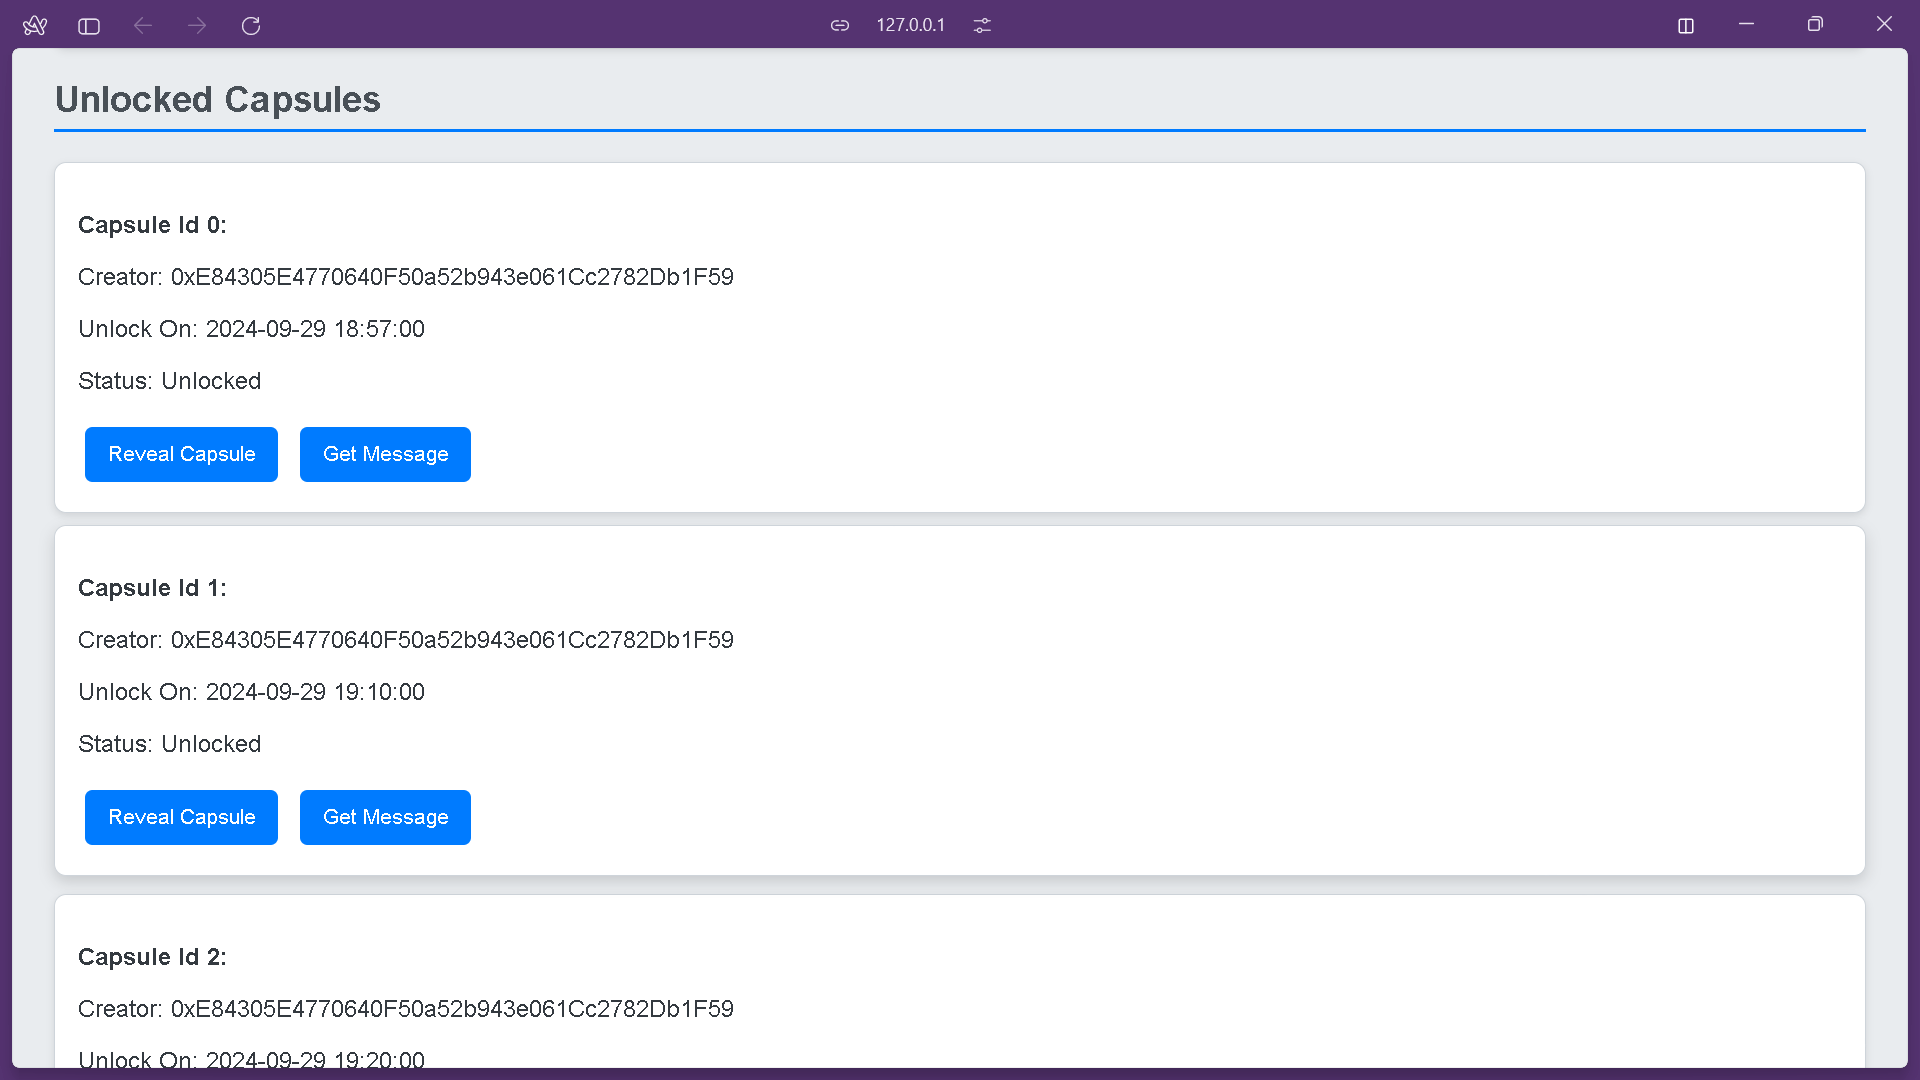 127.0.0.1
Unlocked Capsules
Capsule Id 0:
Creator: 0xE84305E4770640F50a52b943e061Cc2782Db1F59
Unlock On: 2024-09-29 18:57:00
Status: Unlocked
Reveal Capsule Get Message
Capsule Id 1:
Creator: 0xE84305E4770640F50a52b943e061Cc2782Db1F59
Unlock On: 2024-09-29 19:10:00
Status: Unlocked
Reveal Capsule Get Message
Capsule Id 2:
Creator: 0xE84305E4770640F50a52b943e061Cc2782Db1F59
Unlock On: 2024-09-29 19:20:00